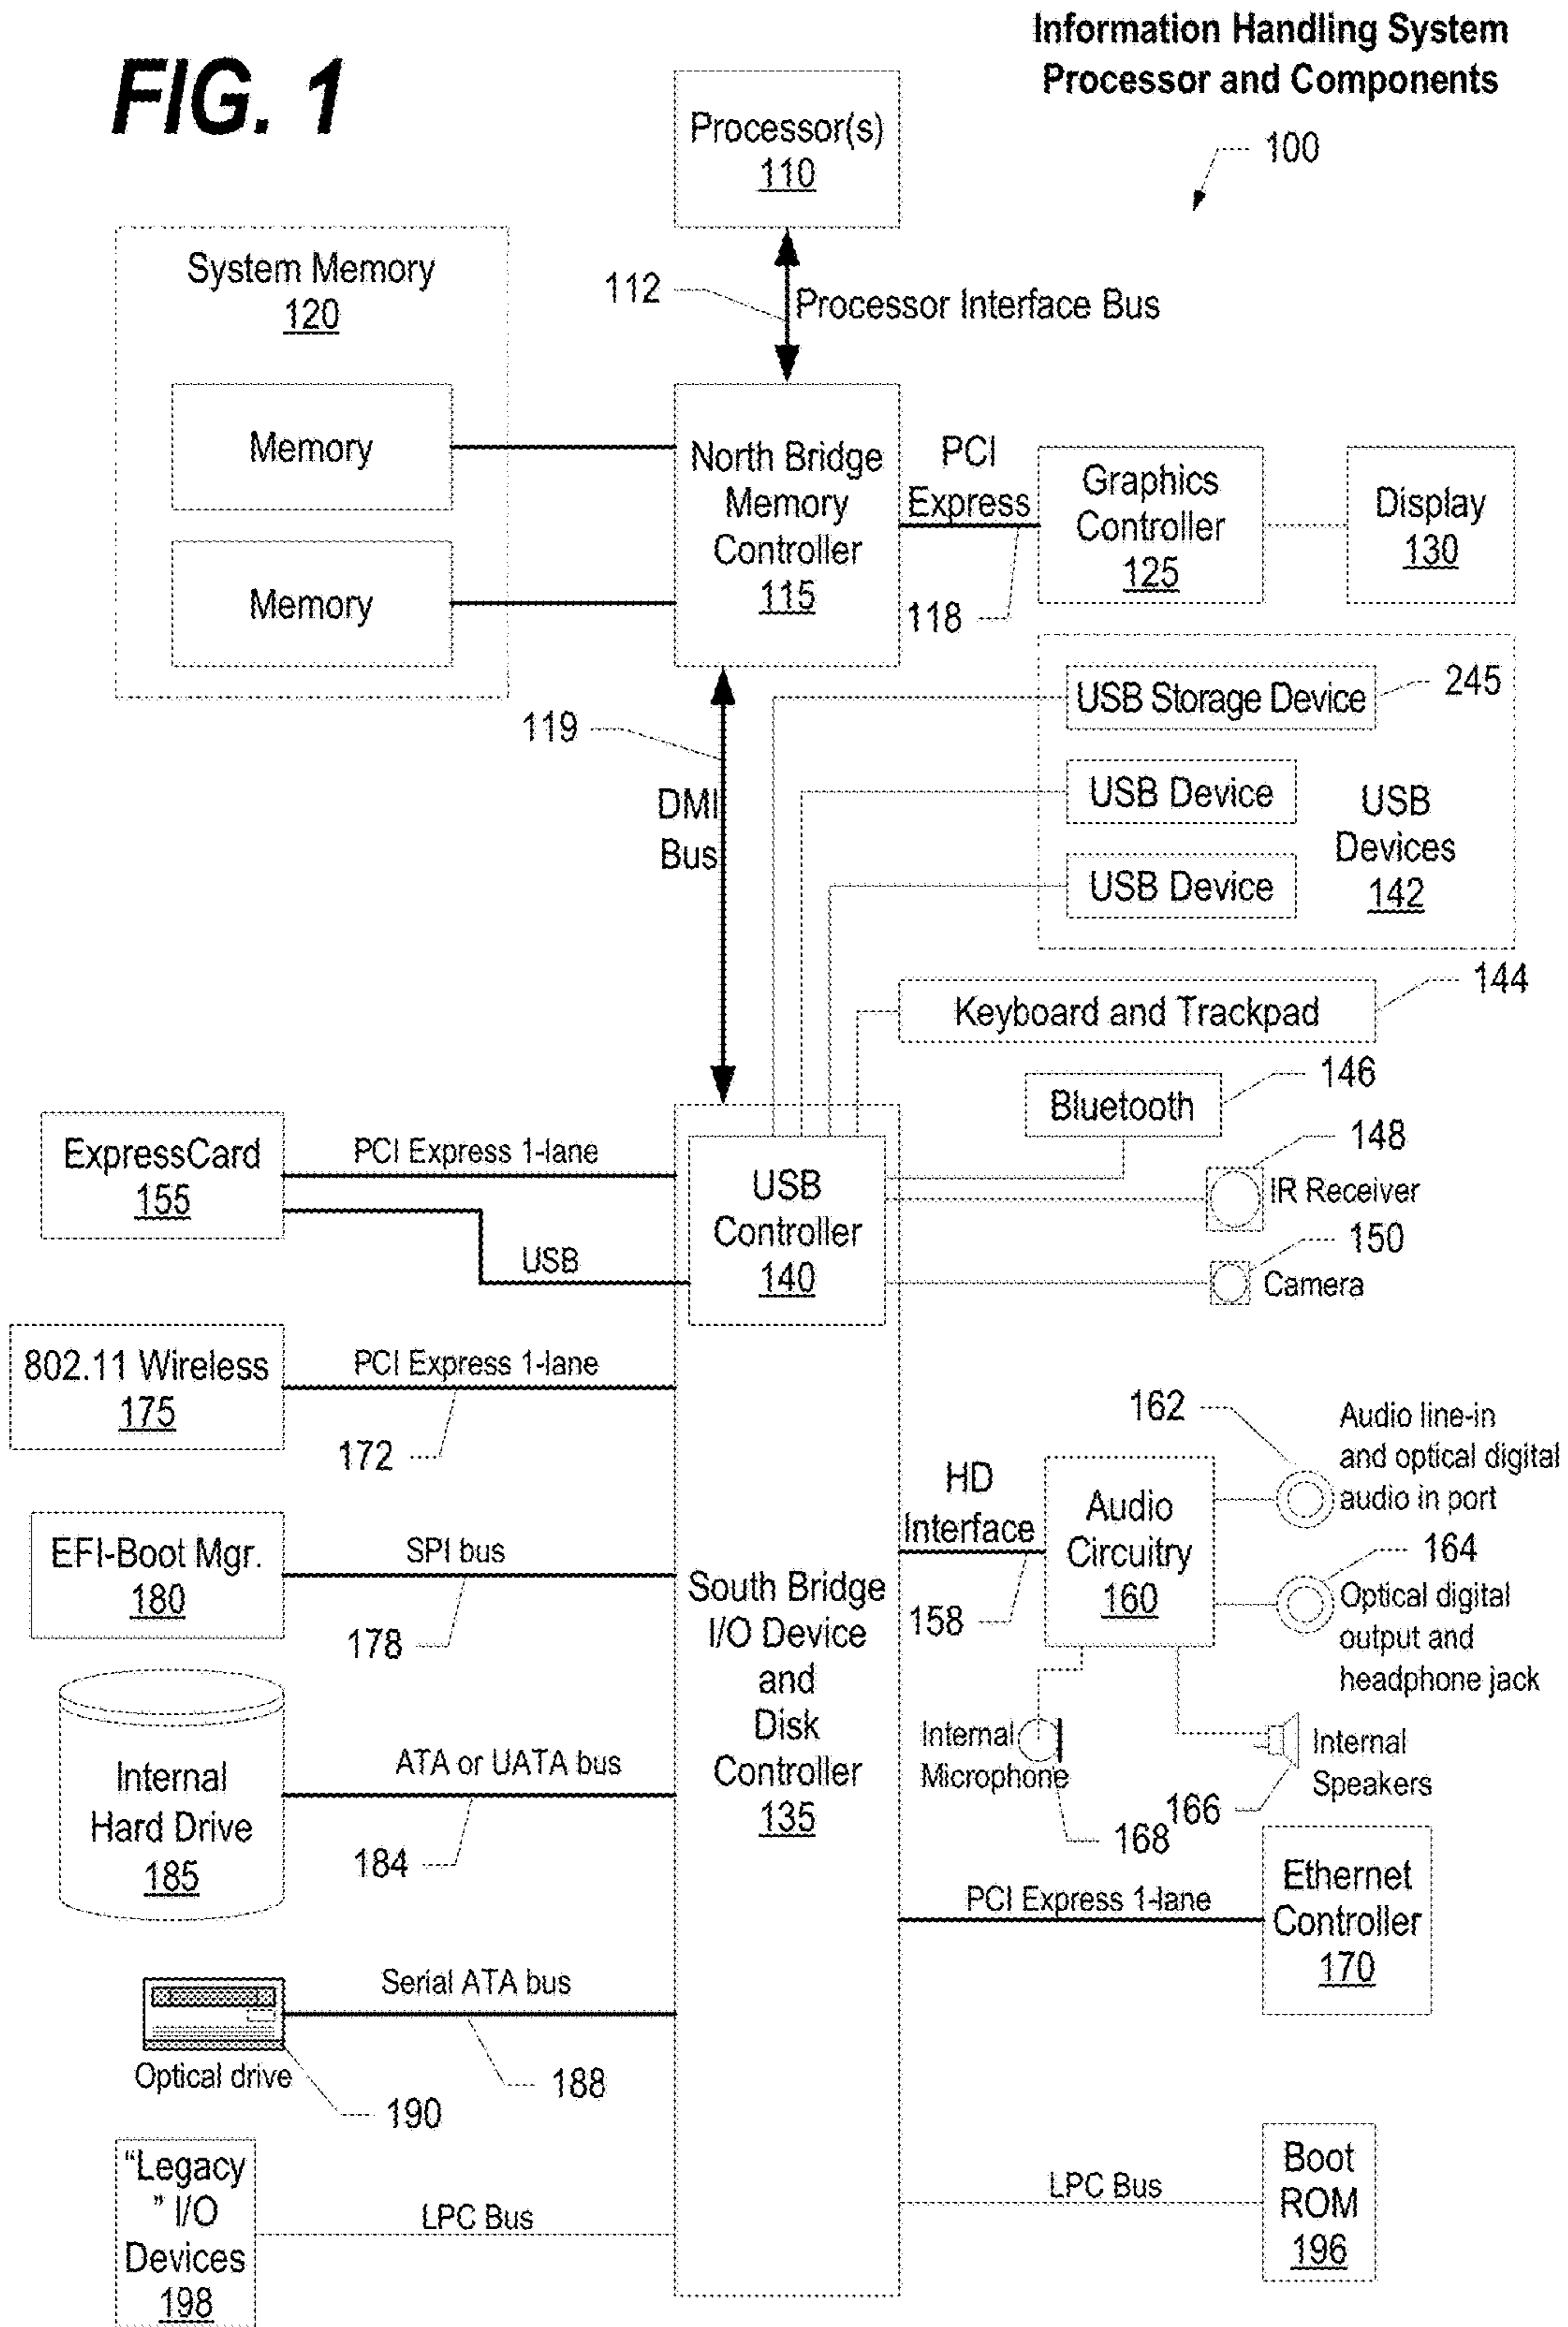 Information Handling System
Processor and Components
FIG. 1
100
Processor(s)
110
112
Processor Interface Bus
System Memory
120
Memory
Memory
North Bridge
Memory
Controller
115
PCI
Express
118
Graphics
Controller
125
Display
130
119
DMI
Bus
USB Storage Device
245
USB Device
USB Device
USB
Devices
142
Keyboard and Trackpad
144
Bluetooth
146
148
IR Receiver
150
Camera
ExpressCard
155
PCI Express 1-lane
USB
USB
Controller
140
802.11 Wireless
175
PCI Express 1-lane
172
EFI-Boot Mgr.
180
SPI bus
178
Internal
Hard Drive
185
ATA or UATA bus
184
Serial ATA bus
188
Optical drive
190
"Legacy
" I/O
Devices
198
LPC Bus
South Bridge
I/O Device
and
Disk
Controller
135
HD
Interface
158
Audio
Circuitry
160
162
Audio line-in
and optical digital
audio in port
164
Optical digital
output and
headphone jack
Internal
Microphone
168
166
Internal
Speakers
PCI Express 1-lane
Ethernet
Controller
170
LPC Bus
Boot
ROM
196